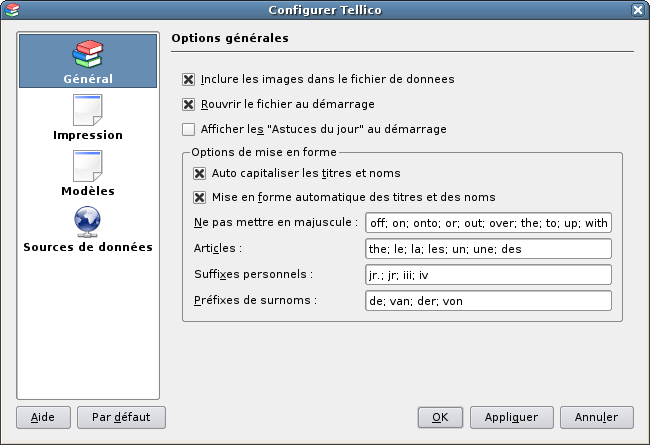 Configurer Tellico
Général
Impression
Modèles
Sources de données
Options générales
Inclure les images dans le fichier de donnees
Rouvrir le fichier au démarrage
Afficher les "Astuces du jour" au démarrage
Options de mise en forme
Auto capitaliser les titres et noms
Mise en forme automatique des titres et des noms
Ne pas mettre en majuscule : off; on; onto; or; out; over; the; to; up; with
Articles : the; le; la; les; un; une; des
Suffixes personnels : jr.; jr; iii; iv
Préfixes de surnoms : de; van; der; von
Aide Par défaut OK Appliquer Annuler